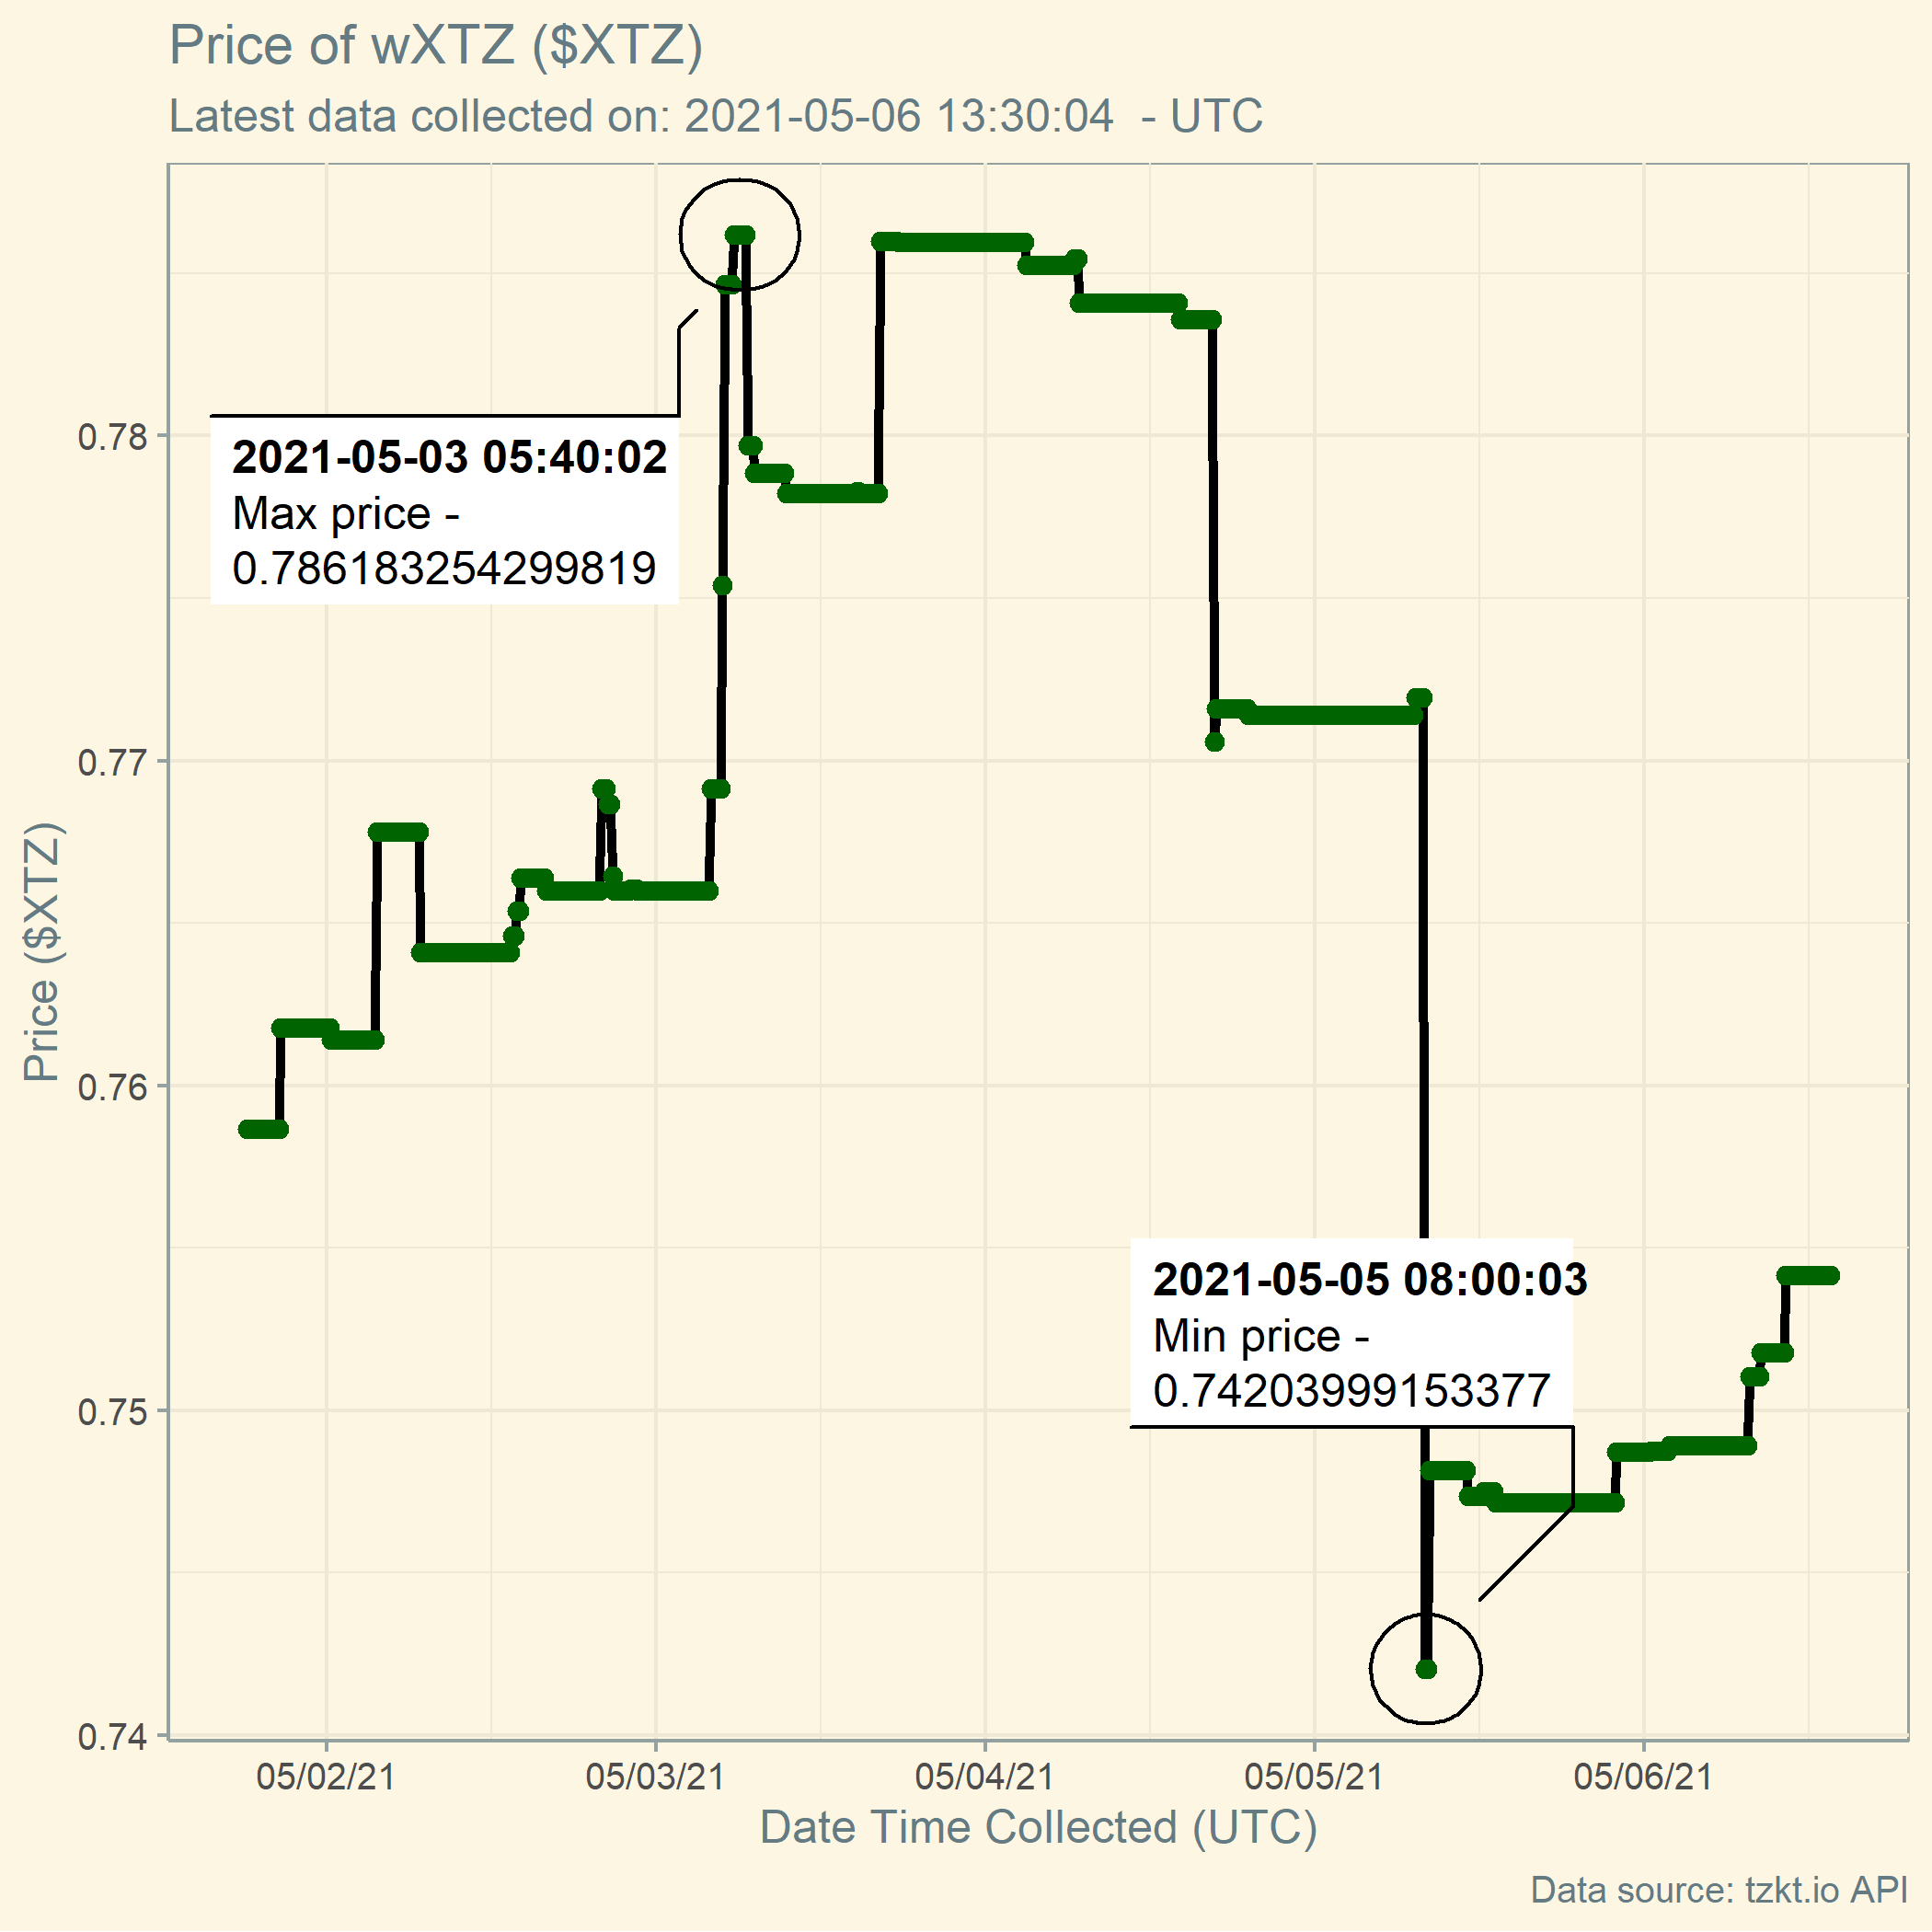 Price of wXTZ ($XTZ)
Latest data collected on: 2021-05-06 13:30:04  - UTC
Price ($XTZ)
0.78
0.77
0.76
0.75
0.74
2021-05-03 05:40:02
Max price -
0.786183254299819
2021-05-05 08:00:03
Min price -
0.74203999153377
05/02/21
05/03/21
05/04/21
05/05/21
05/06/21
Date Time Collected (UTC)
Data source: tzkt.io API